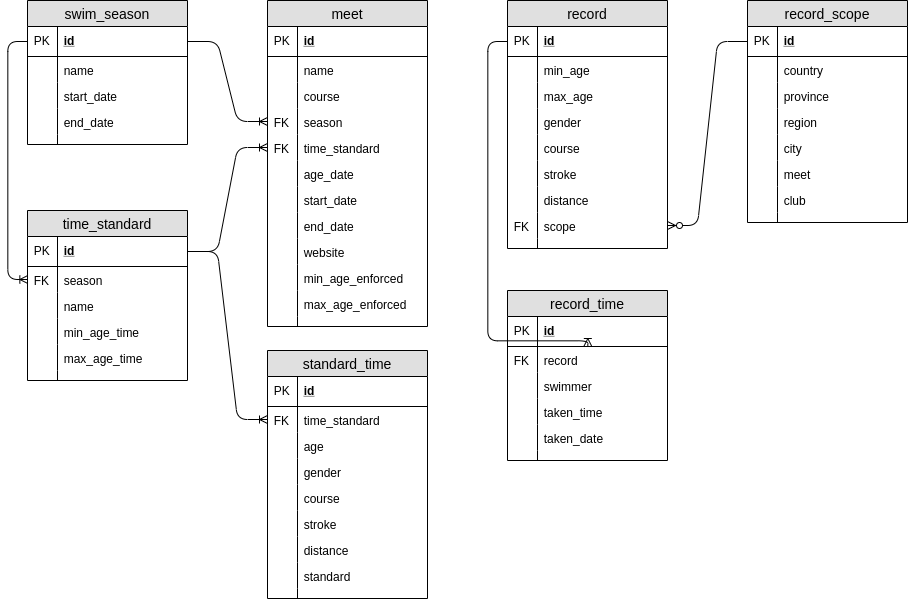 swim_season
PK id
name
start_date
end_date
time_standard
PK id
FK season
name
min_age_time
max_age_time
meet
PK id
name
course
FK season
FK time_standard
age_date
start_date
end_date
website
min_age_enforced
max_age_enforced
standard_time
PK id
FK time_standard
age
gender
course
stroke
distance
standard
record
PK id
min_age
max_age
gender
course
stroke
distance
FK scope
record_time
PK id
FK record
swimmer
taken_time
taken_date
record_scope
PK id
country
province
region
city
meet
club